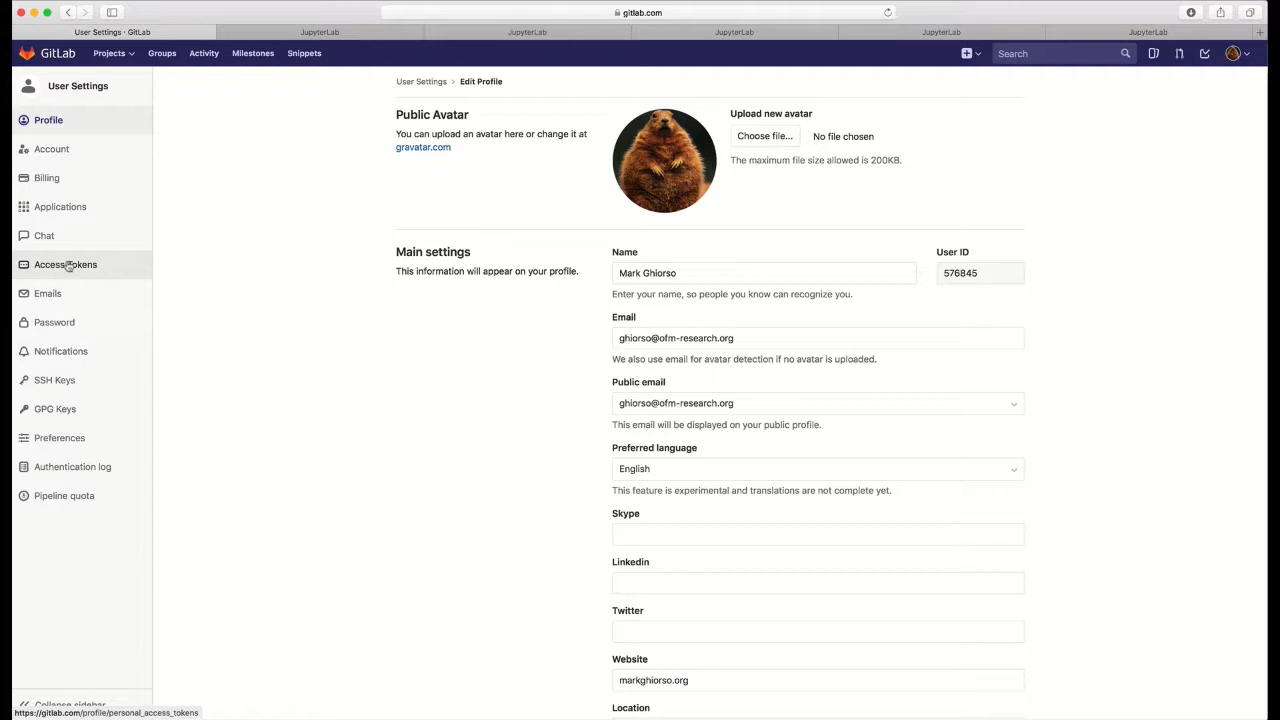 gitlab.com
User Settings · GitLab
JupyterLab
JupyterLab
JupyterLab
JupyterLab
JupyterLab
GitLab
Projects
Groups
Activity
Milestones
Snippets
Search
User Settings
Profile
Account
Billing
Applications
Chat
Access Tokens
Emails
Password
Notifications
SSH Keys
GPG Keys
Preferences
Authentication log
Pipeline quota
Collapse sidebar
https://gitlab.com/profile/personal_access_tokens
User Settings > Edit Profile
Public Avatar
You can upload an avatar here or change it at
gravatar.com
Upload new avatar
Choose file... No file chosen
The maximum file size allowed is 200KB.
Main settings
This information will appear on your profile.
Name
Mark Ghiorso
Enter your name, so people you know can recognize you.
User ID
576845
Email
ghiorso@ofm-research.org
We also use email for avatar detection if no avatar is uploaded.
Public email
ghiorso@ofm-research.org
This email will be displayed on your public profile.
Preferred language
English
This feature is experimental and translations are not complete yet.
Skype
Linkedin
Twitter
Website
markghiorso.org
Location